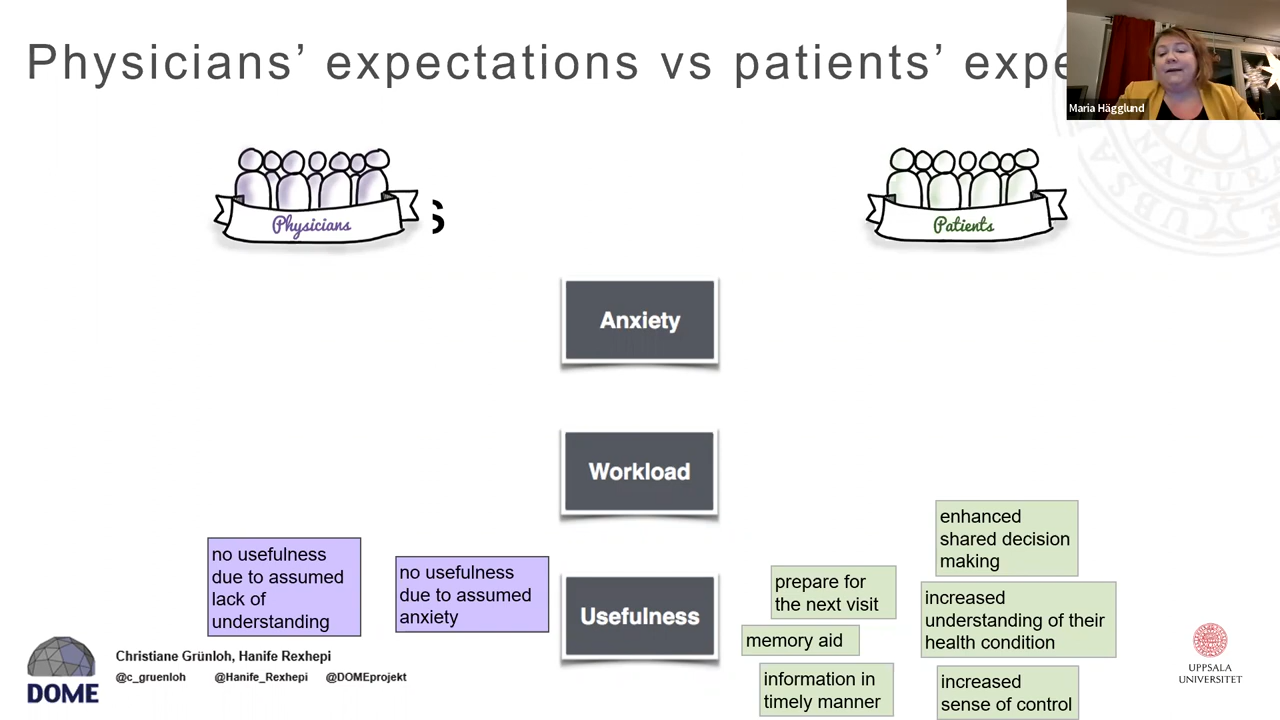 Physicians’ expectations vs patients’ expe
Maria Hägglund
Physicians
s
Patients
Anxiety
Workload
Usefulness
no usefulness
due to assumed
lack of
understanding
no usefulness
due to assumed
anxiety
enhanced
shared decision
making
prepare for
the next visit
increased
understanding of their
health condition
memory aid
information in
timely manner
increased
sense of control
DOME
Christiane Grünloh, Hanife Rexhepi
@c_gruenloh @Hanife_Rexhepi @DOMEprojekt
UPPSALA
UNIVERSITET